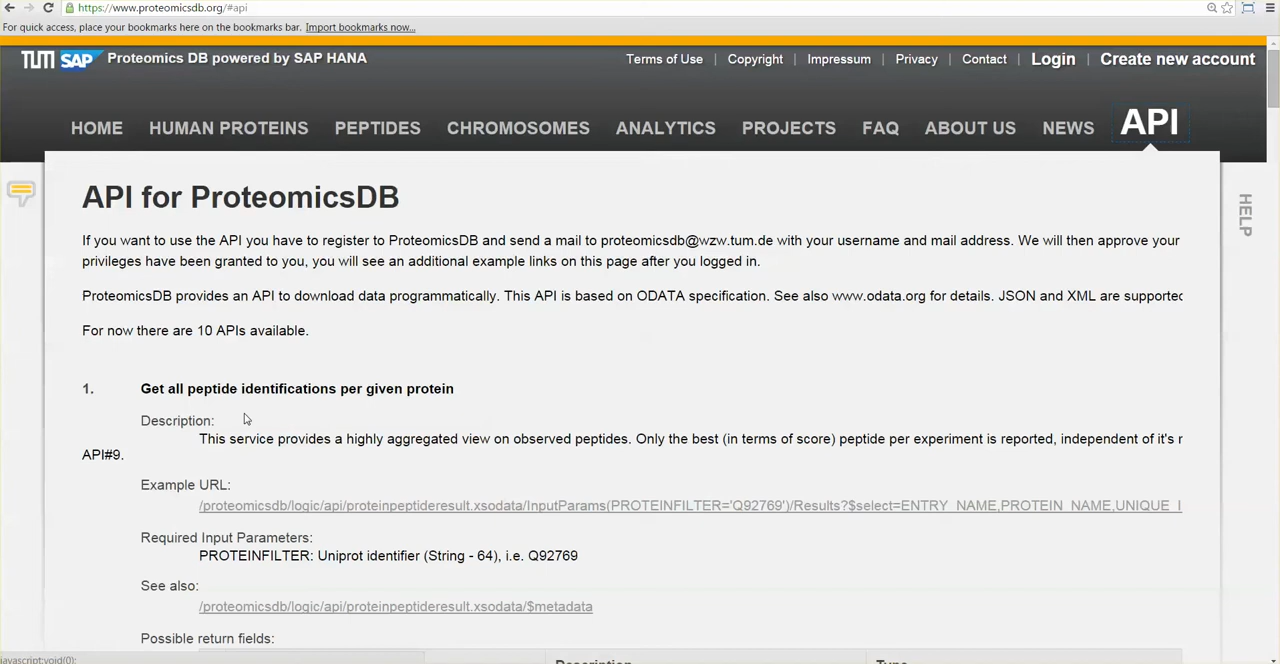 https://www.proteomicsdb.org/#api
For quick access, place your bookmarks here on the bookmarks bar. Import bookmarks now...
TUM SAP Proteomics DB powered by SAP HANA
Terms of Use | Copyright | Impressum | Privacy | Contact | Login | Create new account
HOME HUMAN PROTEINS PEPTIDES CHROMOSOMES ANALYTICS PROJECTS FAQ ABOUT US NEWS API
HELP
API for ProteomicsDB
If you want to use the API you have to register to ProteomicsDB and send a mail to proteomicsdb@wzw.tum.de with your username and mail address. We will then approve your
privileges have been granted to you, you will see an additional example links on this page after you logged in.
ProteomicsDB provides an API to download data programmatically. This API is based on ODATA specification. See also www.odata.org for details. JSON and XML are supported
For now there are 10 APIs available.
1. Get all peptide identifications per given protein
Description:
This service provides a highly aggregated view on observed peptides. Only the best (in terms of score) peptide per experiment is reported, independent of it's
API#9.
Example URL:
/proteomicsdb/logic/api/proteinpeptideresult.xsodata/InputParams(PROTEINFILTER='Q92769')/Results?$select=ENTRY_NAME,PROTEIN_NAME,UNIQUE_I
Required Input Parameters:
PROTEINFILTER: Uniprot identifier (String - 64), i.e. Q92769
See also:
/proteomicsdb/logic/api/proteinpeptideresult.xsodata/$metadata
Possible return fields:
Description Type
javascript:void(0);